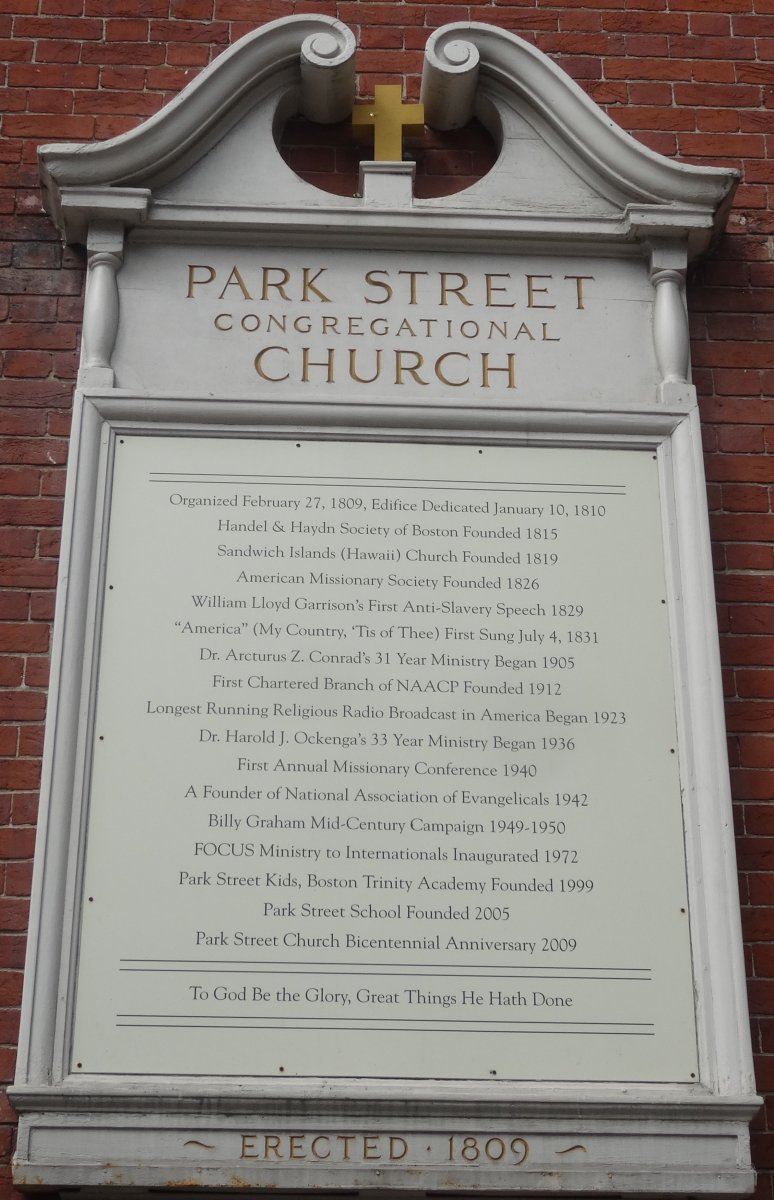 PARK STREET
CONGREGATIONAL
CHURCH
Organized February 27, 1809, Edifice Dedicated January 10, 1810
Handel & Haydn Society of Boston Founded 1815
Sandwich Islands (Hawaii) Church Founded 1819
American Missionary Society Founded 1826
William Lloyd Garrison's First Anti-Slavery Speech 1829
"America" (My Country, 'Tis of Thee) First Sung July 4, 1831
Dr. Arcturus Z. Conrad's 31 Year Ministry Began 1905
First Chartered Branch of NAACP Founded 1912
Longest Running Religious Radio Broadcast in America Began 1923
Dr. Harold J. Ockenga's 33 Year Ministry Began 1936
First Annual Missionary Conference 1940
A Founder of National Association of Evangelicals 1942
Billy Graham Mid-Century Campaign 1949-1950
FOCUS Ministry to Internationals Inaugurated 1972
Park Street Kids, Boston Trinity Academy Founded 1999
Park Street School Founded 2005
Park Street Church Bicentennial Anniversary 2009
To God Be the Glory, Great Things He Hath Done
~ ERECTED · 1809 ~